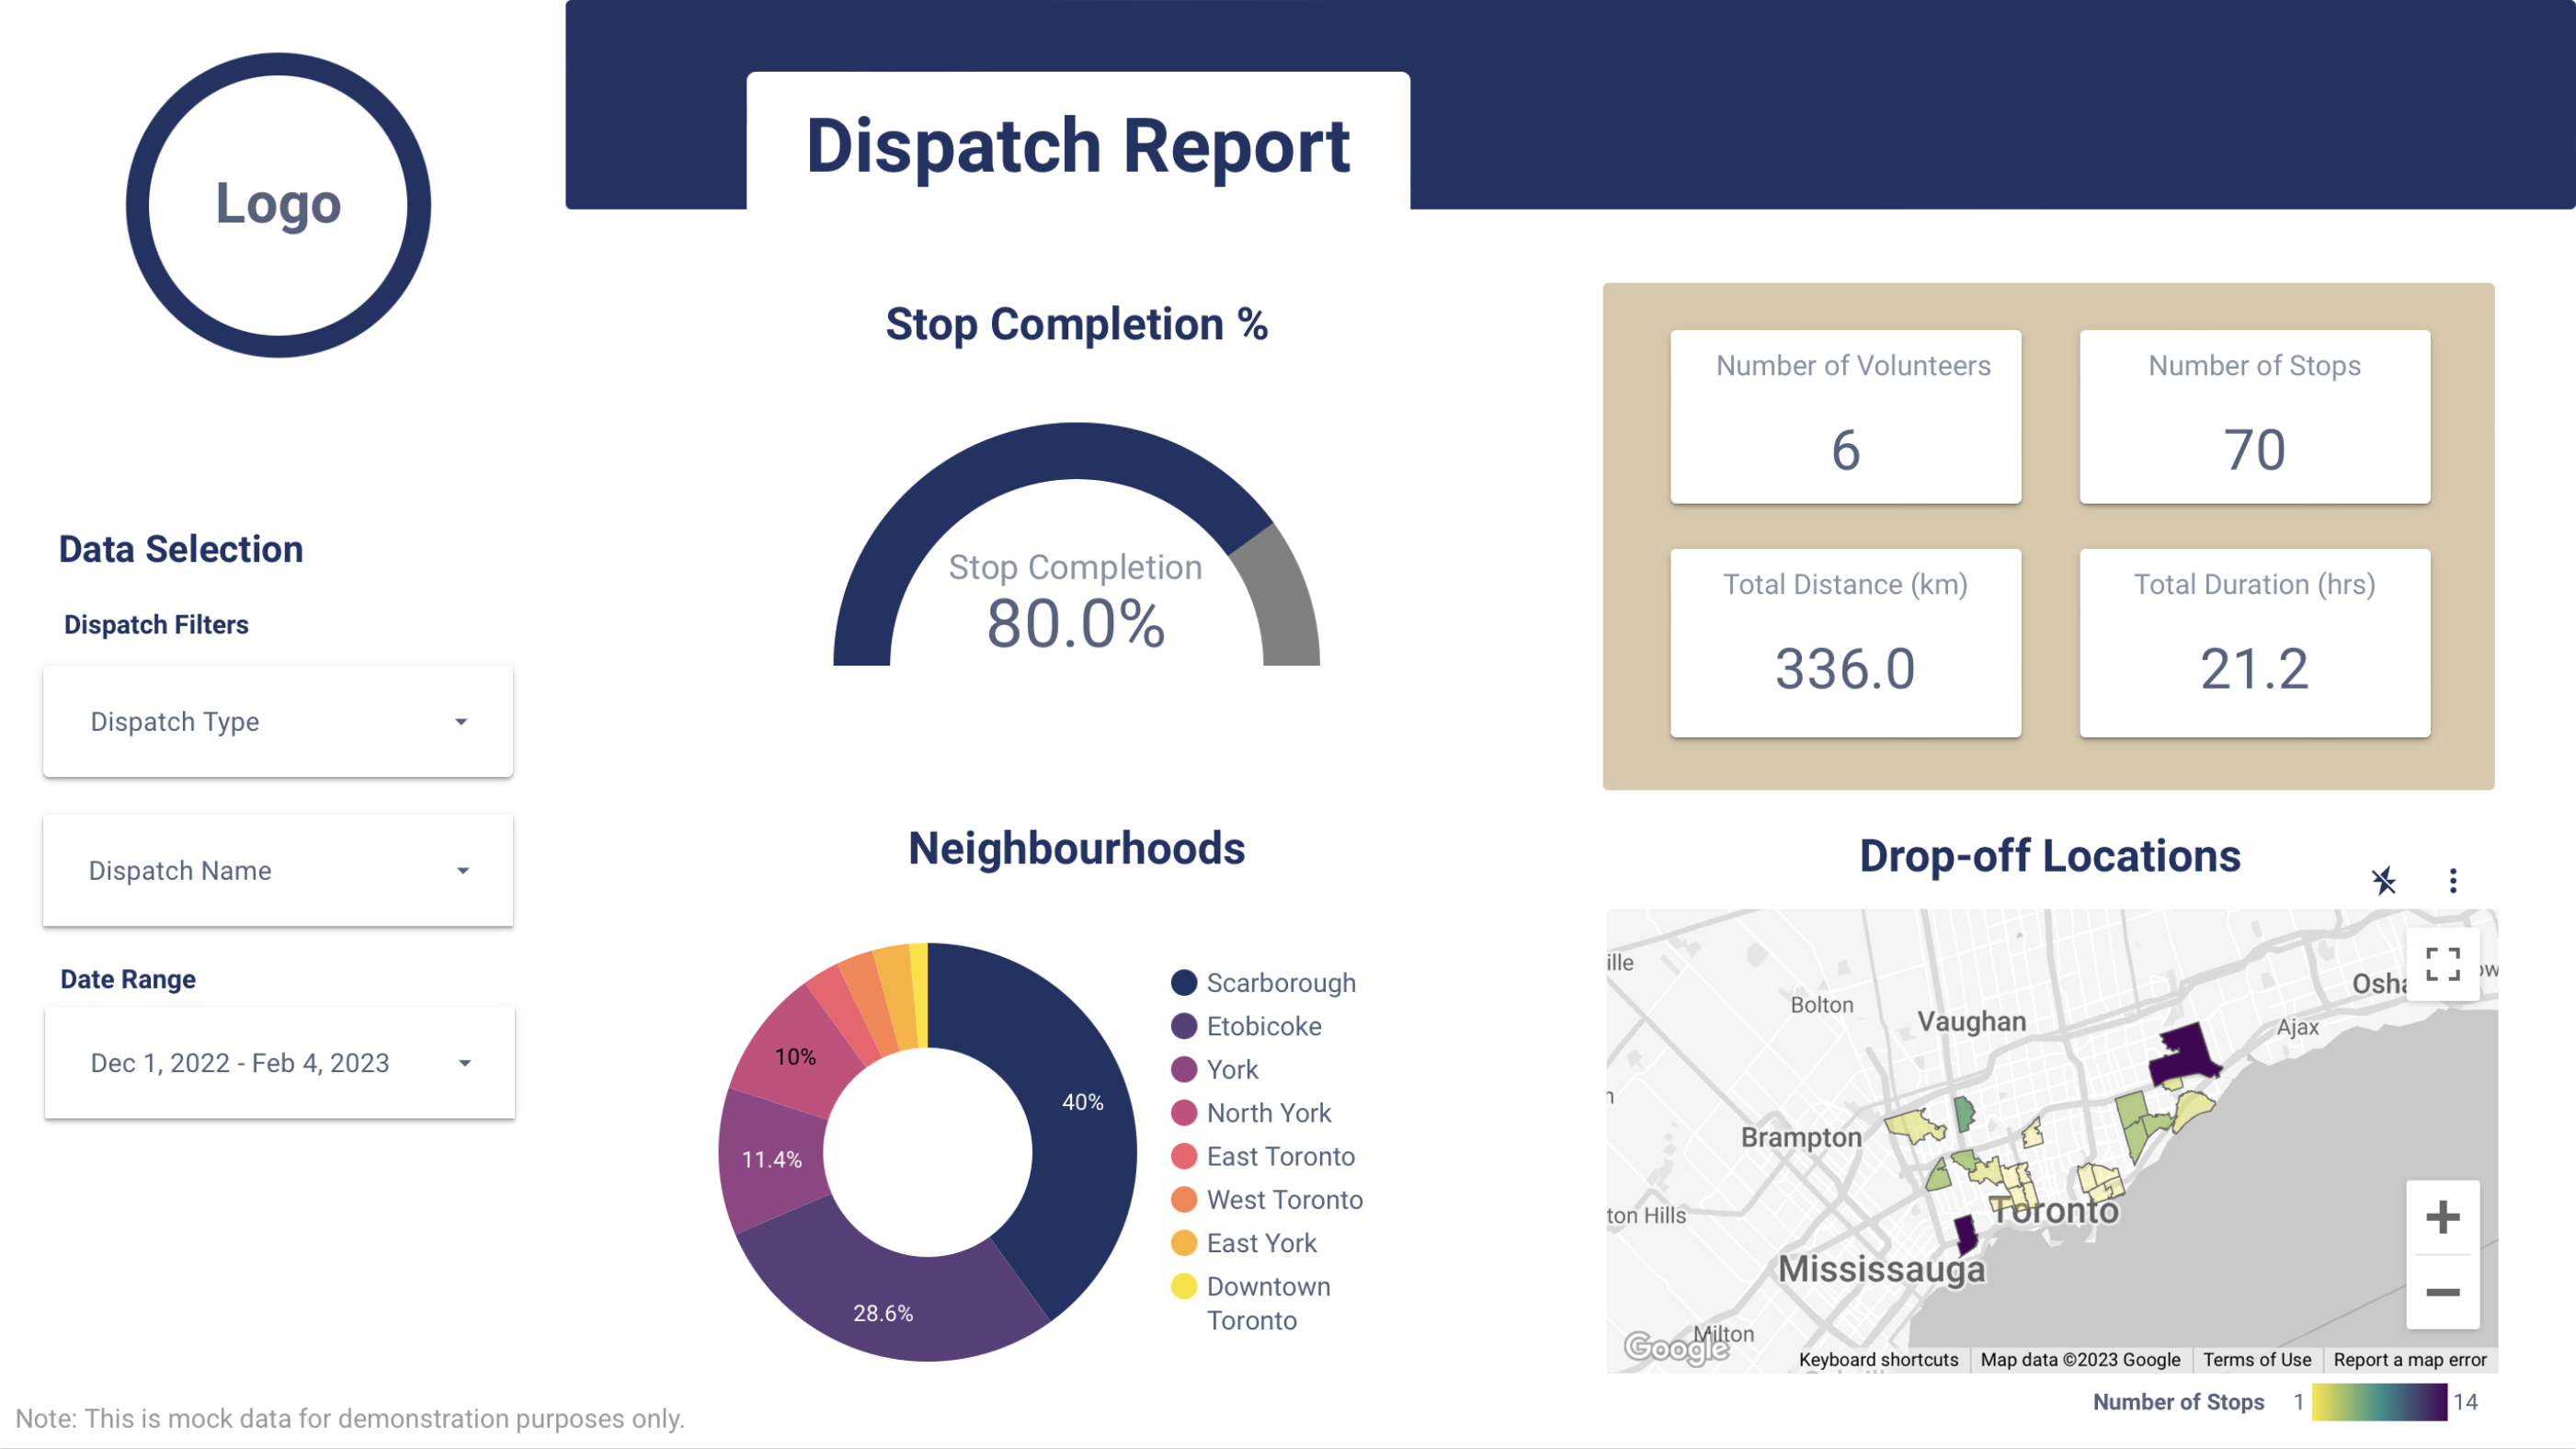 Logo
Dispatch Report
Data Selection
Dispatch Filters
Dispatch Type
Dispatch Name
Date Range
Dec 1, 2022 - Feb 4, 2023
Stop Completion %
Stop Completion
80.0%
Number of Volunteers
6
Number of Stops
70
Total Distance (km)
336.0
Total Duration (hrs)
21.2
Neighbourhoods
40%
28.6%
11.4%
10%
Scarborough
Etobicoke
York
North York
East Toronto
West Toronto
East York
Downtown
Toronto
Drop-off Locations
ille
Bolton
Vaughan
Osha
ow
Ajax
n
Brampton
ton Hills
Toronto
Mississauga
Milton
Google
Keyboard shortcuts
Map data ©2023 Google
Terms of Use
Report a map error
Number of Stops
1
14
Note: This is mock data for demonstration purposes only.